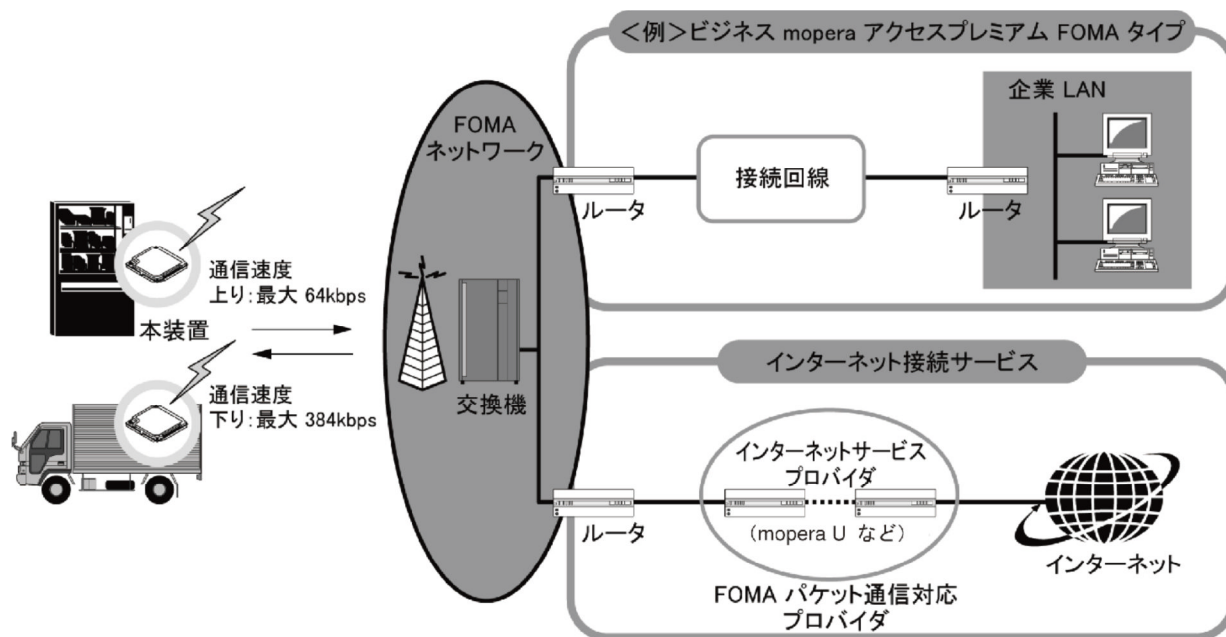 ＜例＞ビジネス mopera アクセスプレミアム FOMA タイプ
企業 LAN
FOMA
ネットワーク
接続回線
ルータ
ルータ
通信速度
上り：最大 64kbps
本装置
通信速度
下り：最大 384kbps
交換機
インターネット接続サービス
インターネットサービス
プロバイダ
ルータ
（mopera U など）
インターネット
FOMA パケット通信対応
プロバイダ